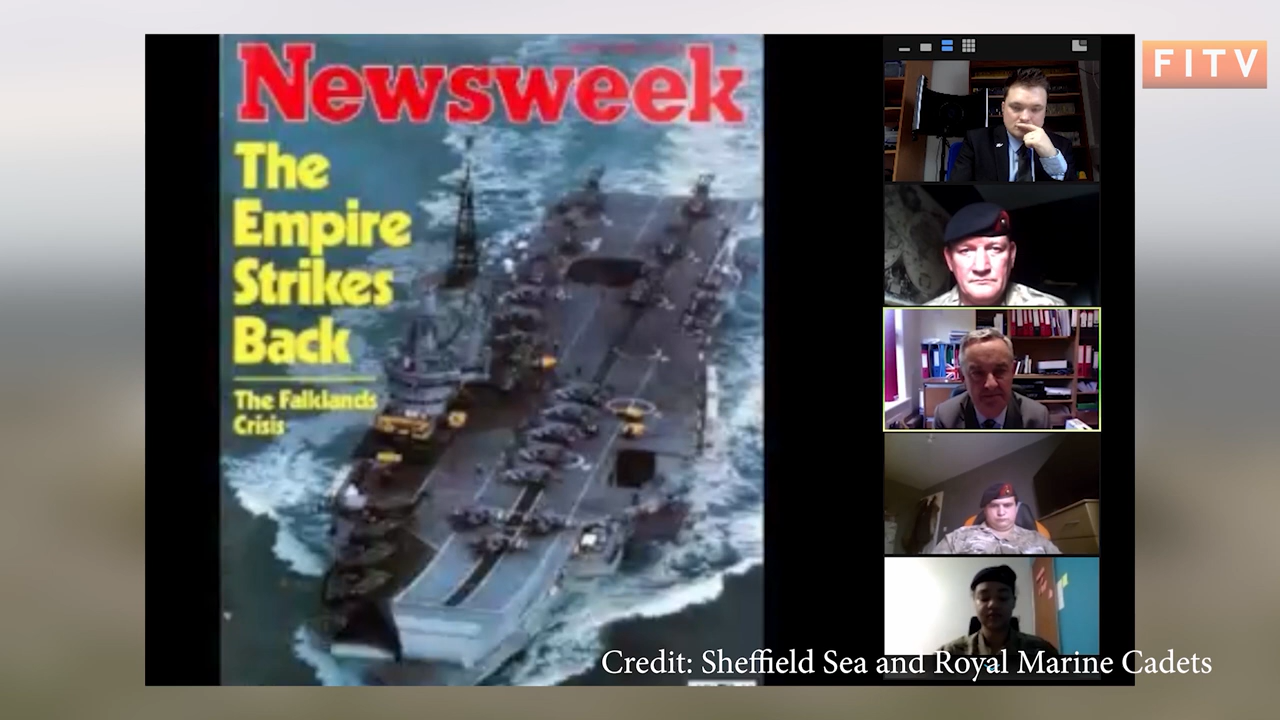 Newsweek
The
Empire
Strikes
Back
The Falklands
Crisis
FITV
Credit: Sheffield Sea and Royal Marine Cadets